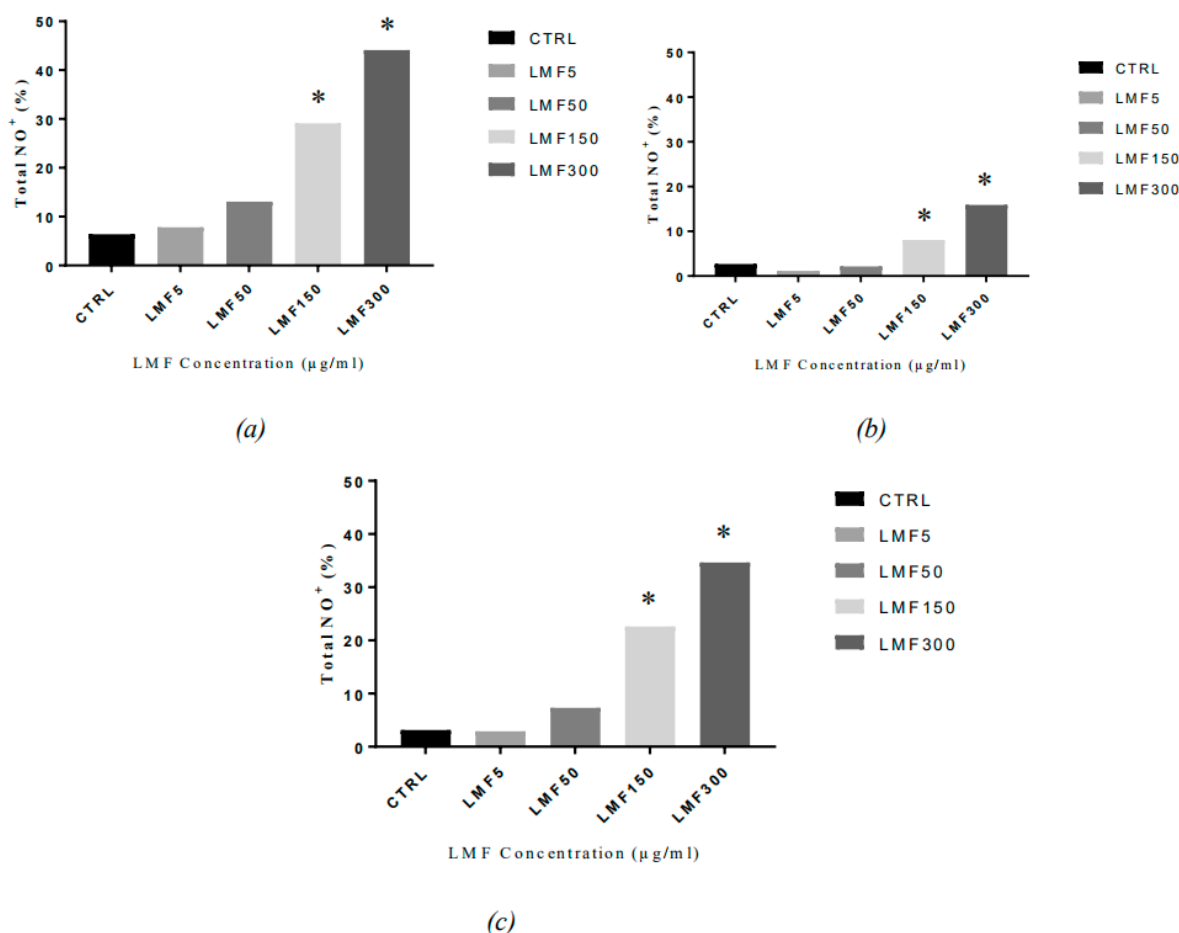 50
40
30
20
10
0
Total NO⁺ (%)
*
*
CTRL
LMF5
LMF50
LMF150
LMF300
LMF Concentration (µg/ml)
CTRL
LMF5
LMF50
LMF150
LMF300
(a)
50
40
30
20
10
0
Total NO⁺ (%)
*
*
CTRL
LMF5
LMF50
LMF150
LMF300
LMF Concentration (µg/ml)
CTRL
LMF5
LMF50
LMF150
LMF300
(b)
50
40
30
20
10
0
Total NO⁺ (%)
*
*
CTRL
LMF5
LMF50
LMF150
LMF300
LMF Concentration (µg/ml)
CTRL
LMF5
LMF50
LMF150
LMF300
(c)